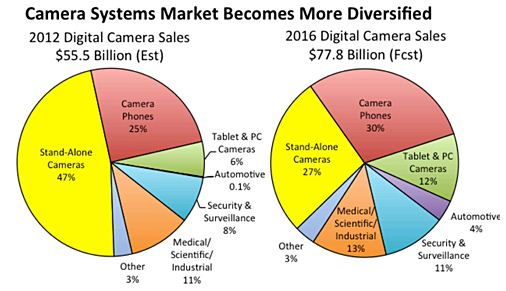 Camera Systems Market Becomes More Diversified
2012 Digital Camera Sales
$55.5 Billion (Est)
Camera
Phones
25%
Tablet & PC
Cameras
6%
Automotive
0.1%
Security &
Surveillance
8%
Medical/
Scientific/
Industrial
11%
Other
3%
Stand-Alone
Cameras
47%
2016 Digital Camera Sales
$77.8 Billion (Fcst)
Camera
Phones
30%
Tablet & PC
Cameras
12%
Automotive
4%
Security &
Surveillance
11%
Medical/
Scientific/
Industrial
13%
Other
3%
Stand-Alone
Cameras
27%